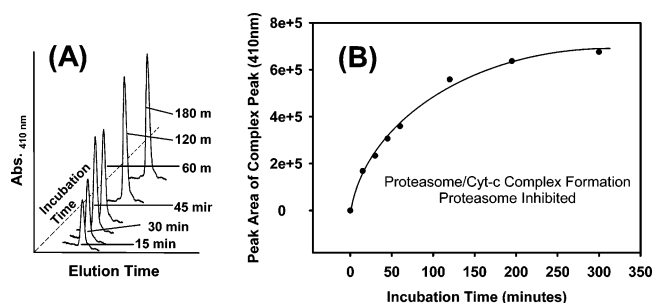 (A)
180 m
120 m
60 m
45 mir
30 min
15 min
Incubation
Time
Abs. 410 nm
Elution Time
(B)
8e+5
6e+5
4e+5
2e+5
0
Peak Area of Complex Peak (410nm)
Proteasome/Cyt-c Complex Formation
Proteasome Inhibited
0 50 100 150 200 250 300 350
Incubation Time (minutes)